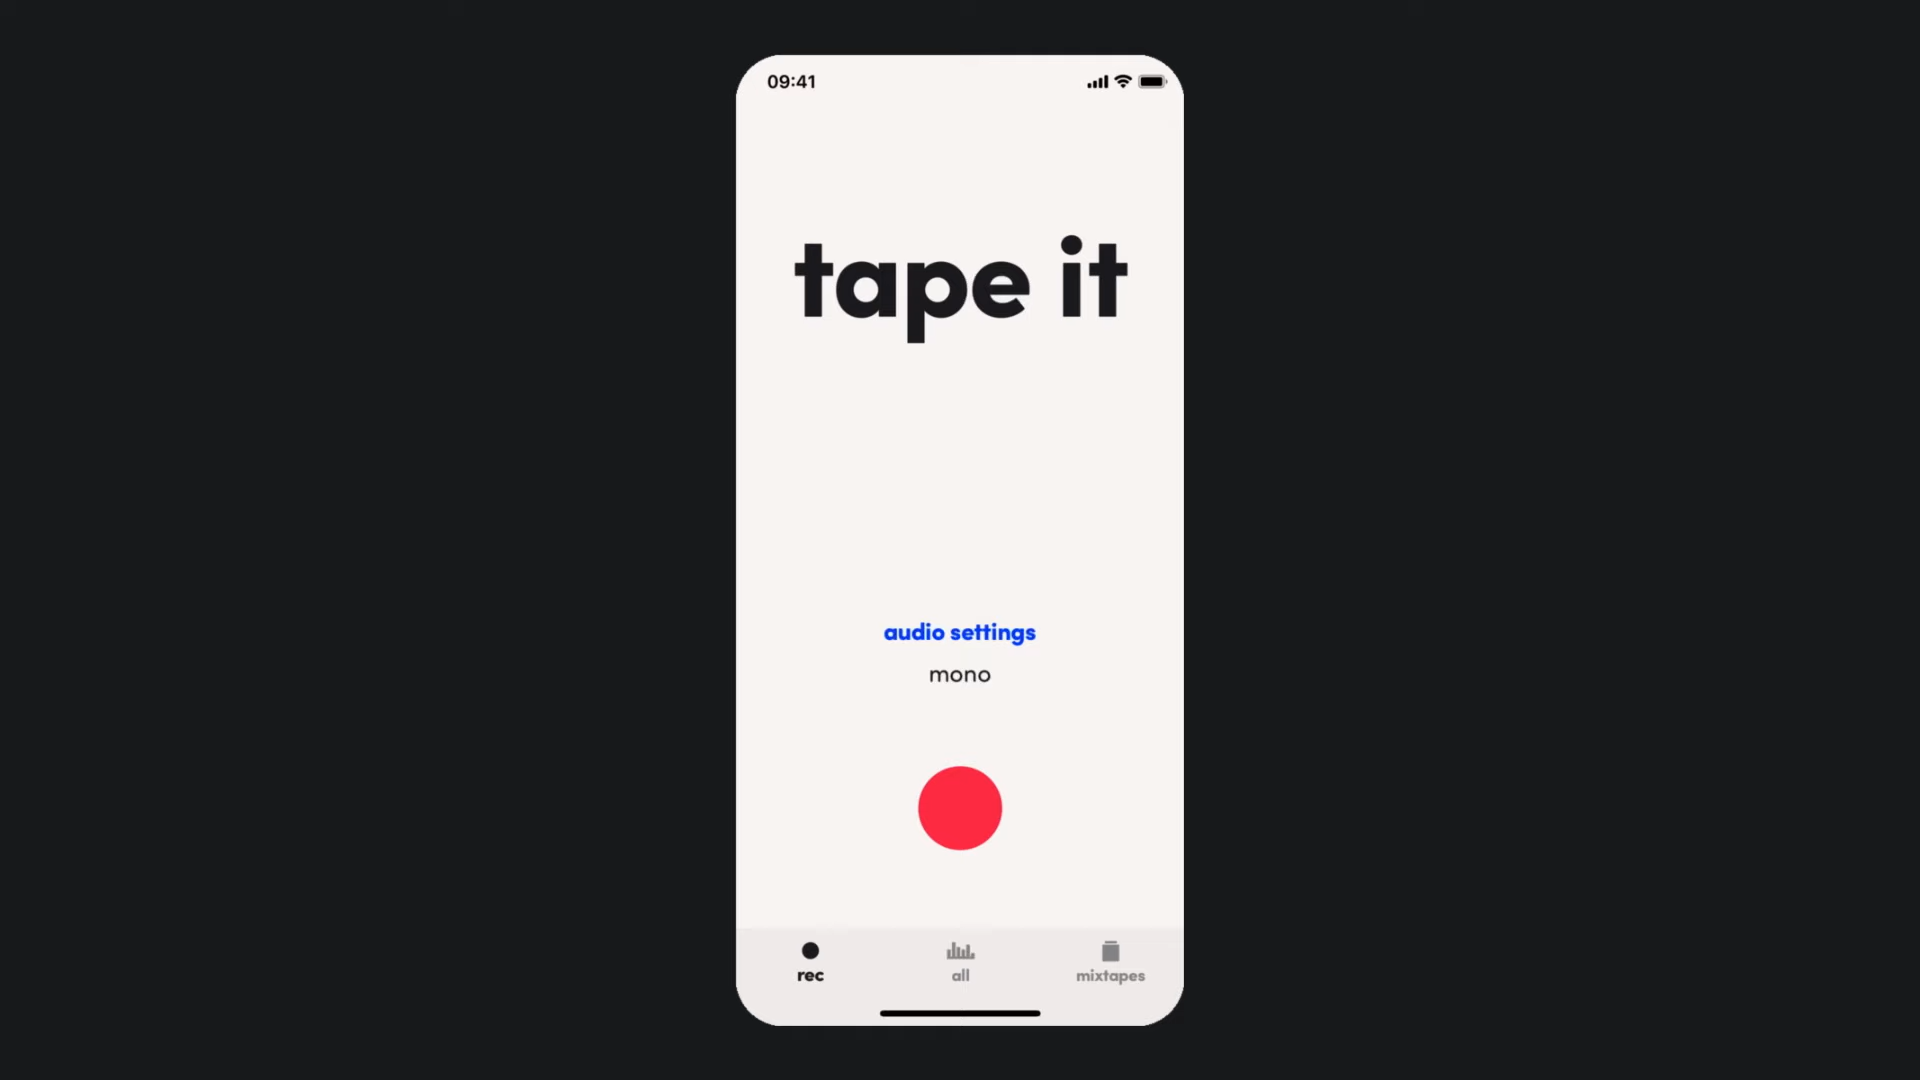 09:41
tape it
audio settings
mono
rec
all
mixtapes